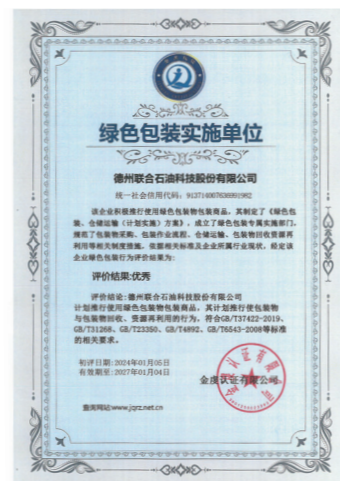 绿色包装实施单位
德州联合石油科技股份有限公司
统一社会信用代码：913714007636991982
该企业积极推行使用绿色包装物包装商品，其制定了《绿色包
装、仓储运输（计划实施）方案》，成立了绿色包装专属实施部门，
规范了包装物采购、包装作业流程、仓储运输、包装物回收资源再
利用等相关制度措施，依据相关标准及企业所属行业现状，经定该
企业绿色包装行为评价结果为：
评价结果:优秀
评价结论:德州联合石油科技股份有限公司
计划推行使用绿色包装物包装商品，其计划推行使包装物
与包装物回收、资源再利用的行为，符合GB/T37422-2019、
GB/T31268、GB/T23350、GB/T4892、GB/T6543-2008等标准
的相关要求。
初评日期:2024年01月05日
有效期至:2027年01月04日
金虔认证有限公司
查询网站:www.jqrz.net.cn